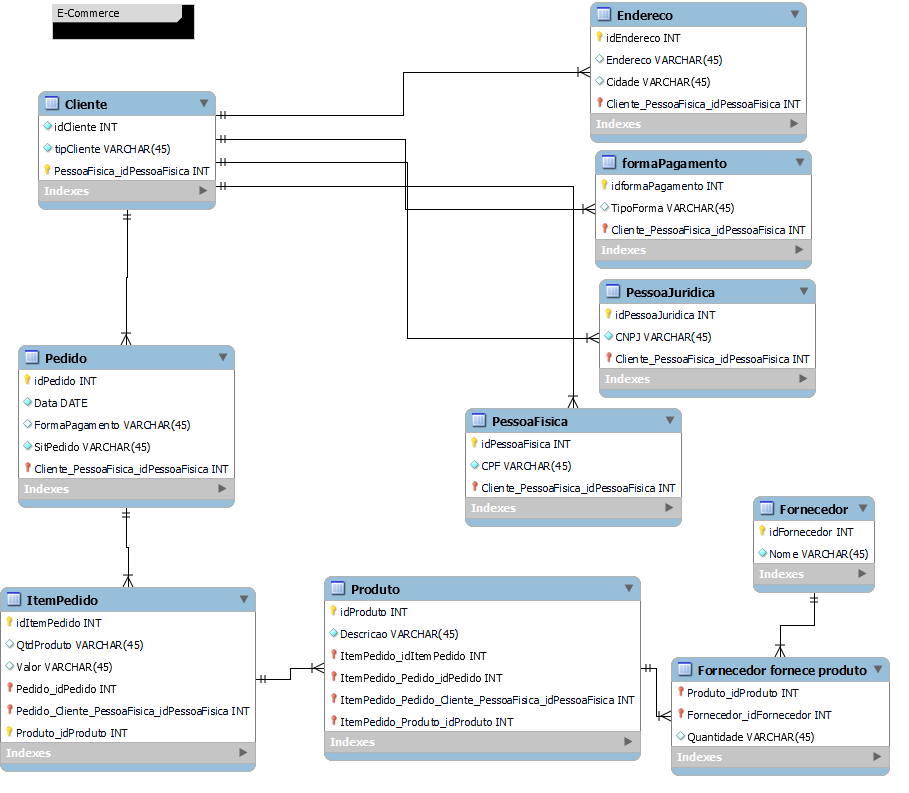 E-Commerce
Endereco
idEndereco INT
Endereco VARCHAR(45)
Cidade VARCHAR(45)
Cliente_PessoaFisica_idPessoaFisica INT
Indexes
Cliente
idCliente INT
tipCliente VARCHAR(45)
PessoaFisica_idPessoaFisica INT
Indexes
formaPagamento
idformaPagamento INT
TipoForma VARCHAR(45)
Cliente_PessoaFisica_idPessoaFisica INT
Indexes
PessoaJuridica
idPessoaJuridica INT
CNPJ VARCHAR(45)
Cliente_PessoaFisica_idPessoaFisica INT
Indexes
Pedido
idPedido INT
Data DATE
FormaPagamento VARCHAR(45)
SitPedido VARCHAR(45)
Cliente_PessoaFisica_idPessoaFisica INT
Indexes
PessoaFisica
idPessoaFisica INT
CPF VARCHAR(45)
Cliente_PessoaFisica_idPessoaFisica INT
Indexes
Fornecedor
idFornecedor INT
Nome VARCHAR(45)
Indexes
ItemPedido
idItemPedido INT
QtdProduto VARCHAR(45)
Valor VARCHAR(45)
Pedido_idPedido INT
Pedido_Cliente_PessoaFisica_idPessoaFisica INT
Produto_idProduto INT
Indexes
Produto
idProduto INT
Descricao VARCHAR(45)
ItemPedido_idItemPedido INT
ItemPedido_Pedido_idPedido INT
ItemPedido_Pedido_Cliente_PessoaFisica_idPessoaFisica INT
ItemPedido_Produto_idProduto INT
Indexes
Fornecedor fornece produto
Produto_idProduto INT
Fornecedor_idFornecedor INT
Quantidade VARCHAR(45)
Indexes